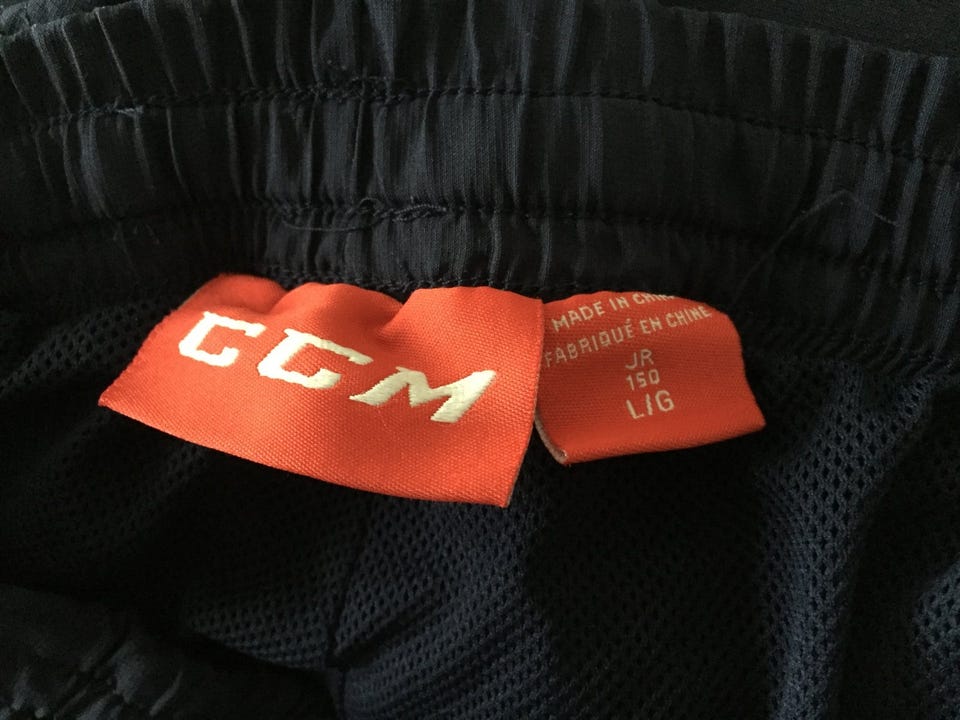 CCM
MADE IN CHINA
FABRIQUÉ EN CHINE
JR
150
L/G